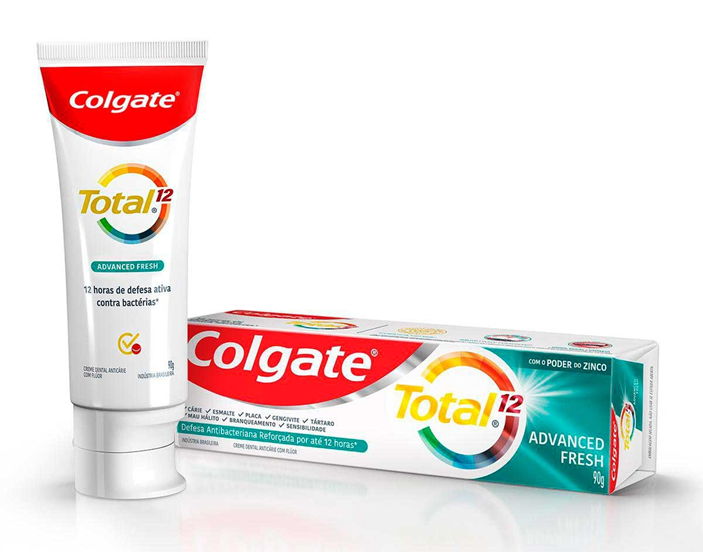 Colgate®
Total®12
ADVANCED FRESH
12 horas de defesa ativa
contra bactérias*
CREME DENTAL ANTICÁRIE
COM FLÚOR
90g
INDÚSTRIA BRASILEIRA
Colgate®
✓CÁRIE ✓ESMALTE ✓PLACA ✓GENGIVITE ✓TÁRTARO
✓MAU HÁLITO ✓BRANQUEAMENTO ✓SENSIBILIDADE
Defesa Antibacteriana Reforçada por até 12 horas*
INDÚSTRIA BRASILEIRA CREME DENTAL ANTICÁRIE COM FLÚOR
Total®12
COM O PODER DO ZINCO
ADVANCED
FRESH
90g
Colgate
Total